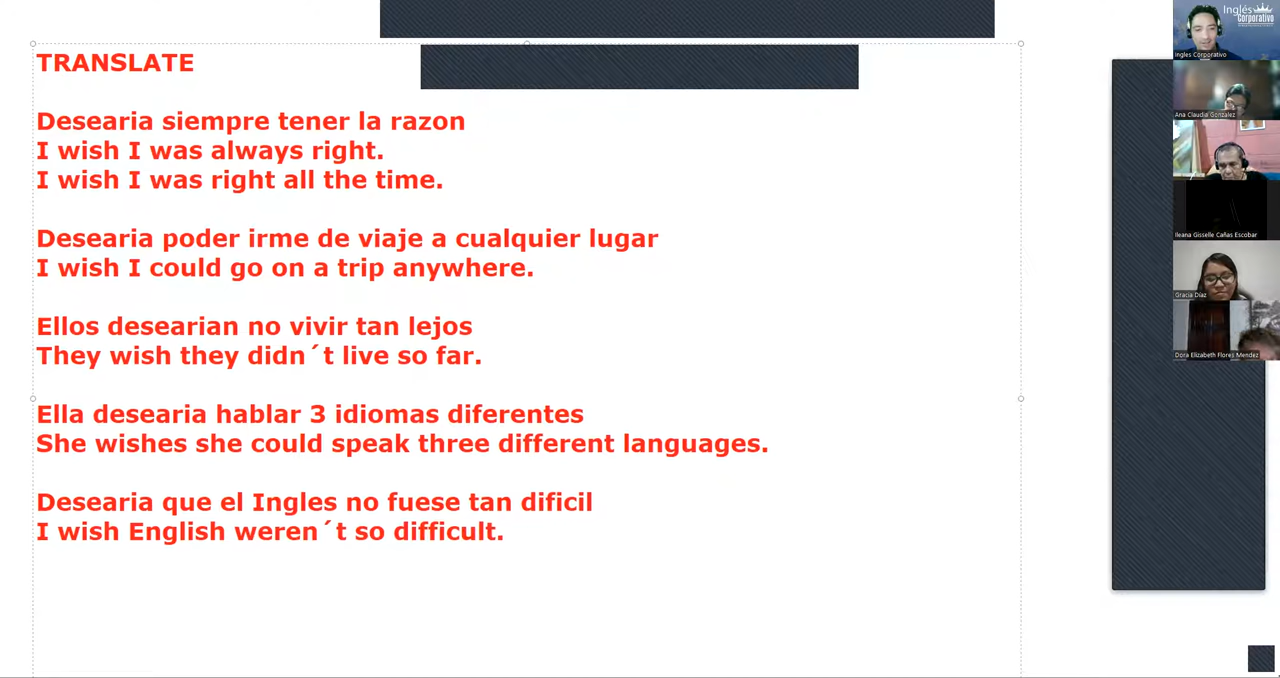 TRANSLATE
Desearia siempre tener la razon
I wish I was always right.
I wish I was right all the time.
Desearia poder irme de viaje a cualquier lugar
I wish I could go on a trip anywhere.
Ellos desearian no vivir tan lejos
They wish they didn´t live so far.
Ella desearia hablar 3 idiomas diferentes
She wishes she could speak three different languages.
Desearia que el Ingles no fuese tan dificil
I wish English weren´t so difficult.
Inglés
Corporativo
Ingles Corporativo
Ana Claudia Gonzalez
Ileana Gisselle Cañas Escobar
Gracia Díaz
Dora Elizabeth Flores Mendez